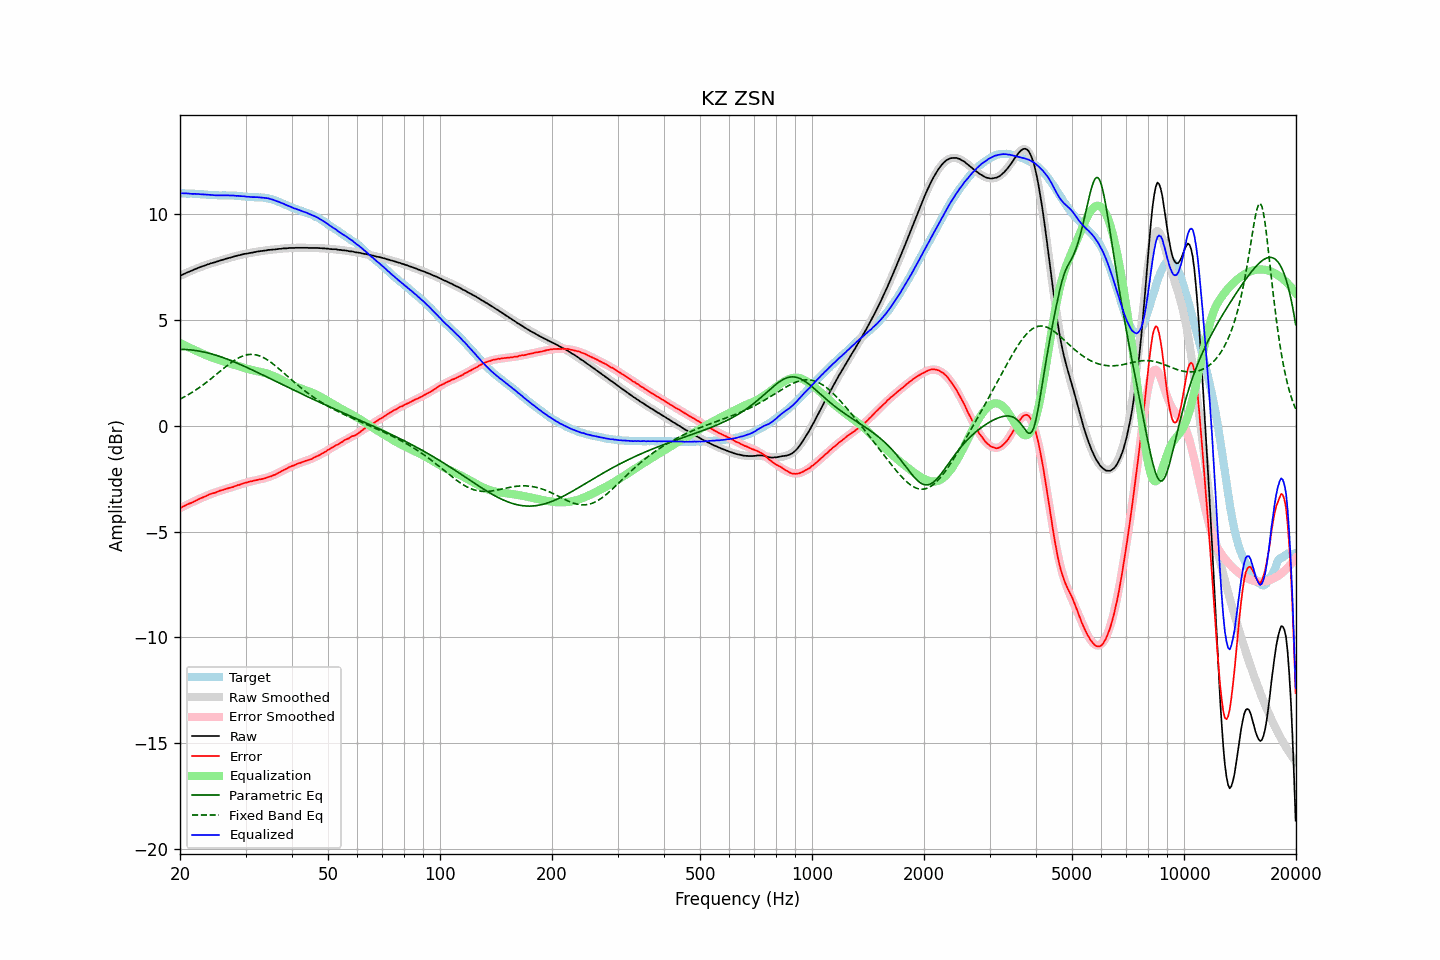 KZ ZSN
Amplitude (dBr)
10
5
0
−5
−10
−15
−20
Target
Raw Smoothed
Error Smoothed
Raw
Error
Equalization
Parametric Eq
Fixed Band Eq
Equalized
20 50 100 200 500 1000 2000 5000 10000 20000
Frequency (Hz)